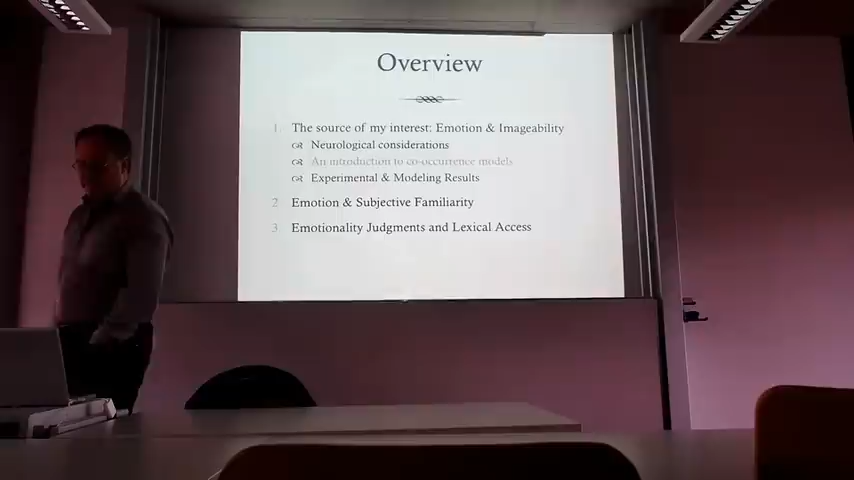 Overview
1. The source of my interest: Emotion & Imageability
Neurological considerations
An introduction to co-occurrence models
Experimental & Modeling Results
2. Emotion & Subjective Familiarity
3. Emotionality Judgments and Lexical Access